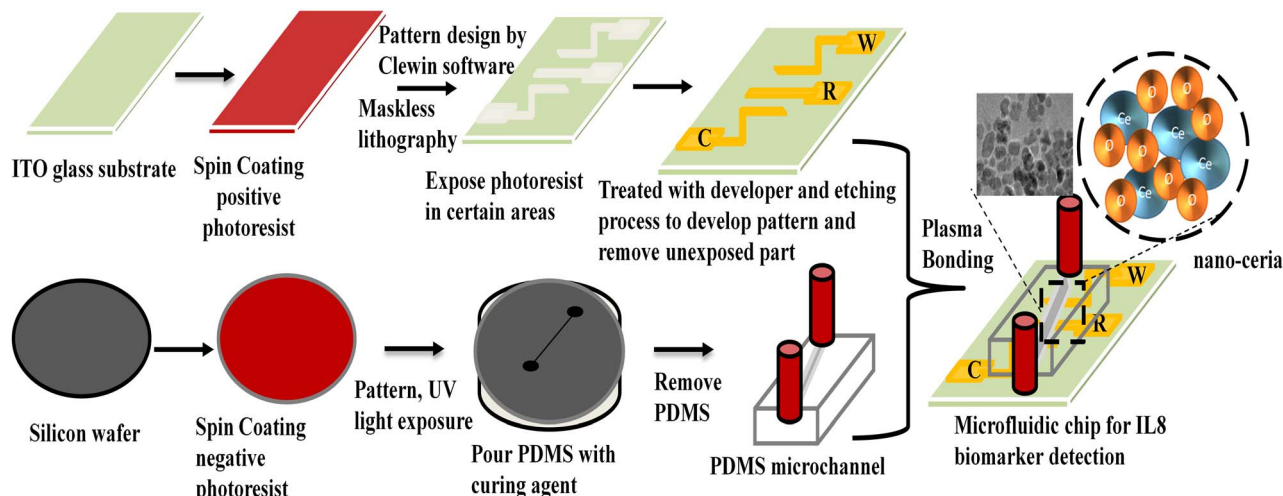 ITO glass substrate
Spin Coating
positive
photoresist
Pattern design by
Clewin software
Maskless
lithography
Expose photoresist
in certain areas
W
R
C
Treated with developer and etching
process to develop pattern and
remove unexposed part
Silicon wafer
Spin Coating
negative
photoresist
Pattern, UV
light exposure
Pour PDMS with
curing agent
Remove
PDMS
PDMS microchannel
Plasma
Bonding
O
O
O
Ce
O
Ce
O
O
O
Ce
Ce
O
O
O
nano-ceria
W
R
C
Microfluidic chip for IL8
biomarker detection